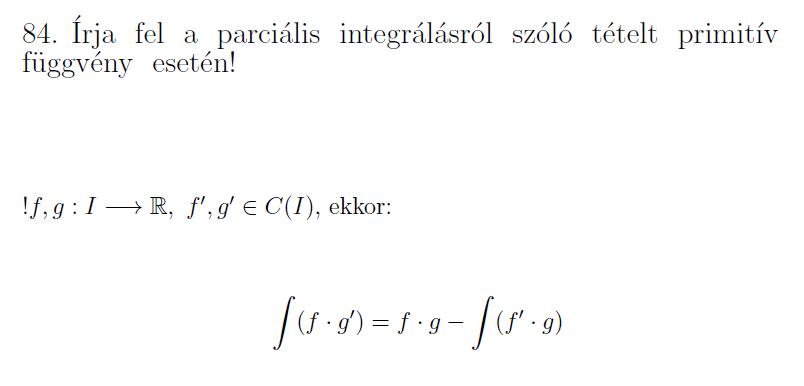 84. Írja fel a parciális integrálásról szóló tételt primitív
függvény esetén!
!f, g : I ⟶ ℝ, f′, g′ ∈ C(I), ekkor:
∫(f · g′) = f · g − ∫(f′ · g)